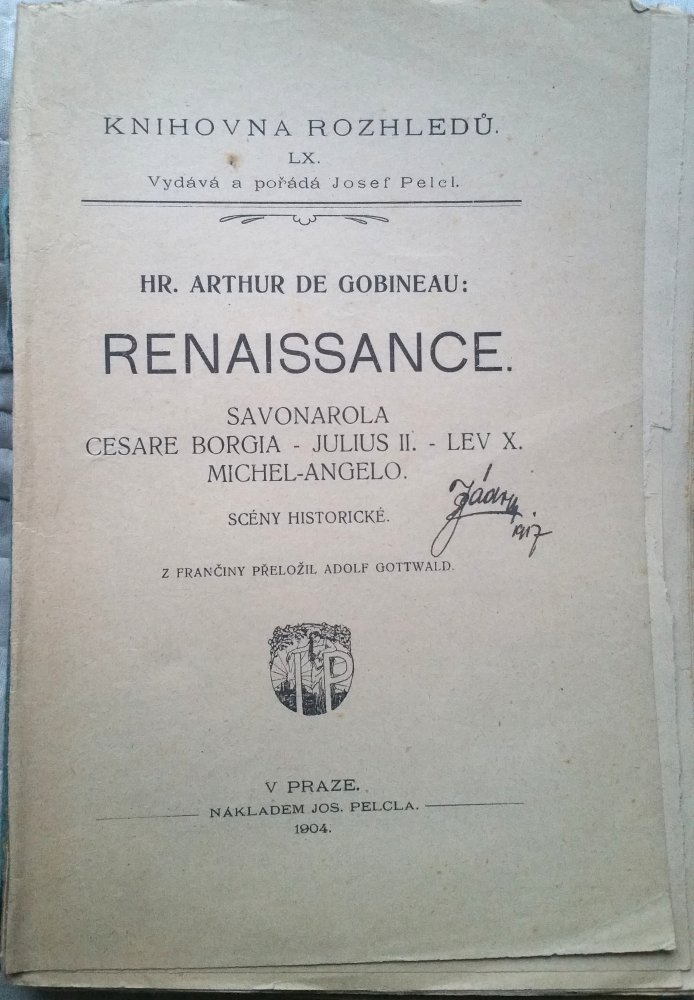 KNIHOVNA ROZHLEDŮ.
LX.
Vydává a pořádá Josef Pelcl.
HR. ARTHUR DE GOBINEAU:
RENAISSANCE.
SAVONAROLA
CESARE BORGIA - JULIUS II. - LEV X.
MICHEL-ANGELO.
SCÉNY HISTORICKÉ.
1917
Z FRANČINY PŘELOŽIL ADOLF GOTTWALD.
IP
V PRAZE.
NÁKLADEM JOS. PELCLA.
1904.